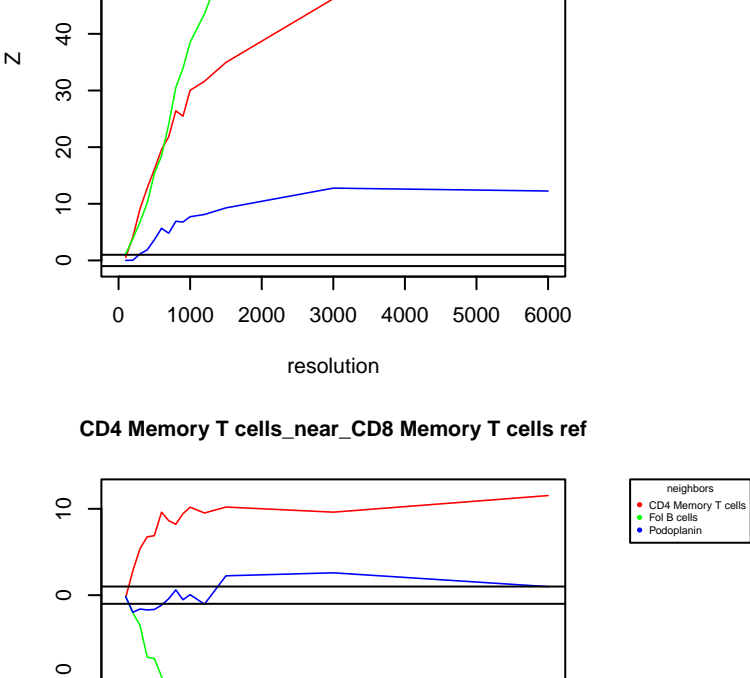 Z
40
30
20
10
0
0 1000 2000 3000 4000 5000 6000
resolution
CD4 Memory T cells_near_CD8 Memory T cells ref
10
0
0
neighbors
CD4 Memory T cells
Fol B cells
Podoplanin